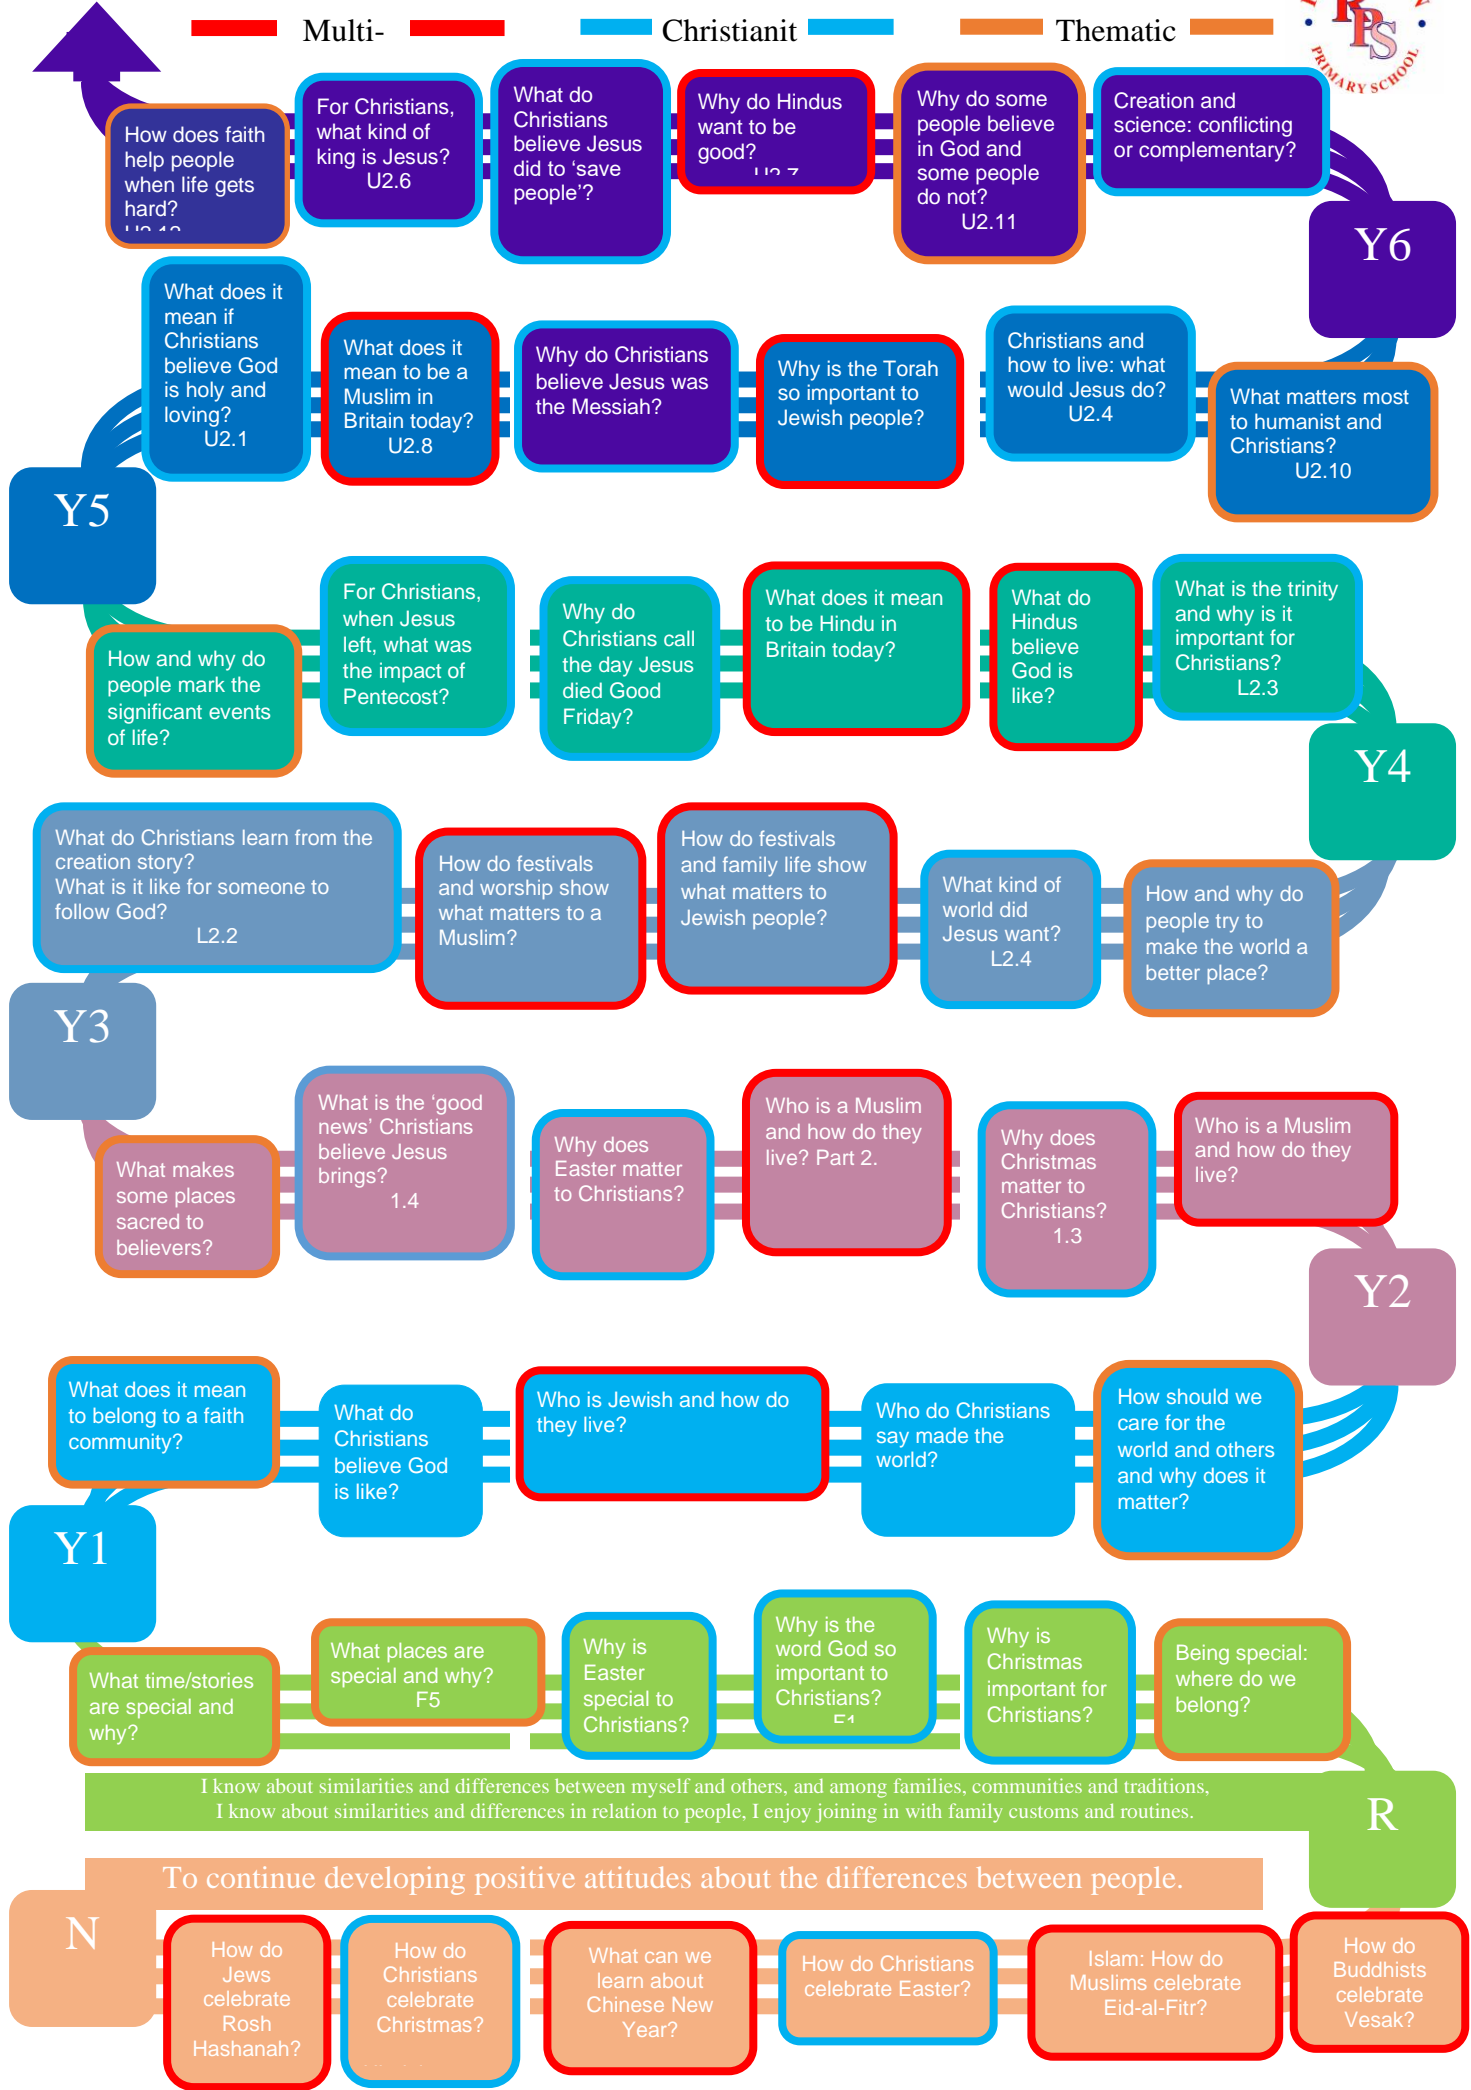 Multi-
Christianit
Thematic
PRIMARY SCHOOL
RPS
How does faith
help people
when life gets
hard?
For Christians,
what kind of
king is Jesus?
U2.6
What do
Christians
believe Jesus
did to ‘save
people’?
Why do Hindus
want to be
good?
U2.7
Why do some
people believe
in God and
some people
do not?
U2.11
Creation and
science: conflicting
or complementary?
Y6
What does it
mean if
Christians
believe God
is holy and
loving?
U2.1
What does it
mean to be a
Muslim in
Britain today?
U2.8
Why do Christians
believe Jesus was
the Messiah?
Why is the Torah
so important to
Jewish people?
Christians and
how to live: what
would Jesus do?
U2.4
What matters most
to humanist and
Christians?
U2.10
Y5
How and why do
people mark the
significant events
of life?
For Christians,
when Jesus
left, what was
the impact of
Pentecost?
Why do
Christians call
the day Jesus
died Good
Friday?
What does it mean
to be Hindu in
Britain today?
What do
Hindus
believe
God is
like?
What is the trinity
and why is it
important for
Christians?
L2.3
Y4
What do Christians learn from the
creation story?
What is it like for someone to
follow God?
L2.2
How do festivals
and worship show
what matters to a
Muslim?
How do festivals
and family life show
what matters to
Jewish people?
What kind of
world did
Jesus want?
L2.4
How and why do
people try to
make the world a
better place?
Y3
What makes
some places
sacred to
believers?
What is the ‘good
news’ Christians
believe Jesus
brings?
1.4
Why does
Easter matter
to Christians?
Who is a Muslim
and how do they
live? Part 2.
Why does
Christmas
matter to
Christians?
1.3
Who is a Muslim
and how do they
live?
Y2
What does it mean
to belong to a faith
community?
What do
Christians
believe God
is like?
Who is Jewish and how do
they live?
Who do Christians
say made the
world?
How should we
care for the
world and others
and why does it
matter?
Y1
What time/stories
are special and
why?
What places are
special and why?
F5
Why is
Easter
special to
Christians?
Why is the
word God so
important to
Christians?
F1
Why is
Christmas
important for
Christians?
Being special:
where do we
belong?
I know about similarities and differences between myself and others, and among families, communities and traditions,
I know about similarities and differences in relation to people, I enjoy joining in with family customs and routines.
R
To continue developing positive attitudes about the differences between people.
N
How do
Jews
celebrate
Rosh
Hashanah?
How do
Christians
celebrate
Christmas?
What can we
learn about
Chinese New
Year?
How do Christians
celebrate Easter?
Islam: How do
Muslims celebrate
Eid-al-Fitr?
How do
Buddhists
celebrate
Vesak?